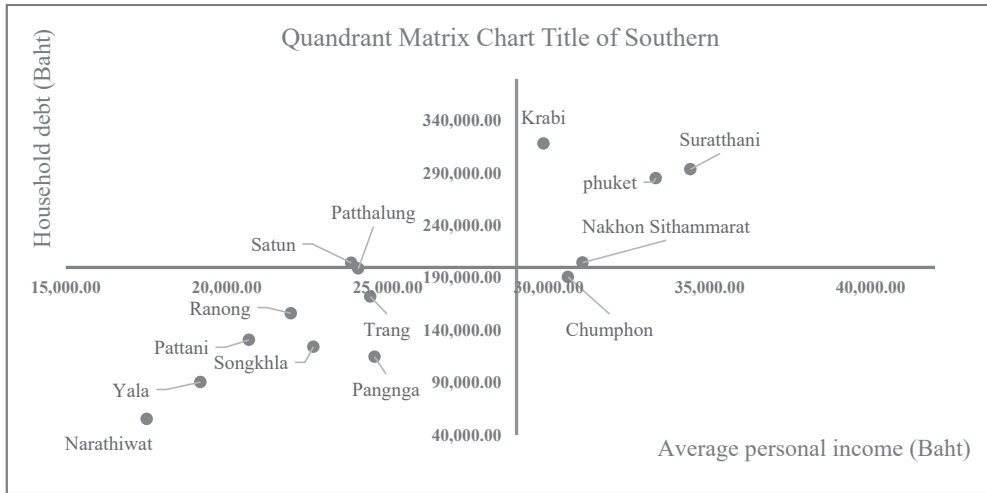 Quandrant Matrix Chart Title of Southern
Household debt (Baht)
340,000.00
290,000.00
240,000.00
190,000.00
140,000.00
90,000.00
40,000.00
Krabi
Suratthani
phuket
Patthalung
Nakhon Sithammarat
Satun
15,000.00 20,000.00 25,000.00 30,000.00 35,000.00 40,000.00
Ranong
Trang
Chumphon
Pattani
Songkhla
Pangnga
Yala
Narathiwat
Average personal income (Baht)